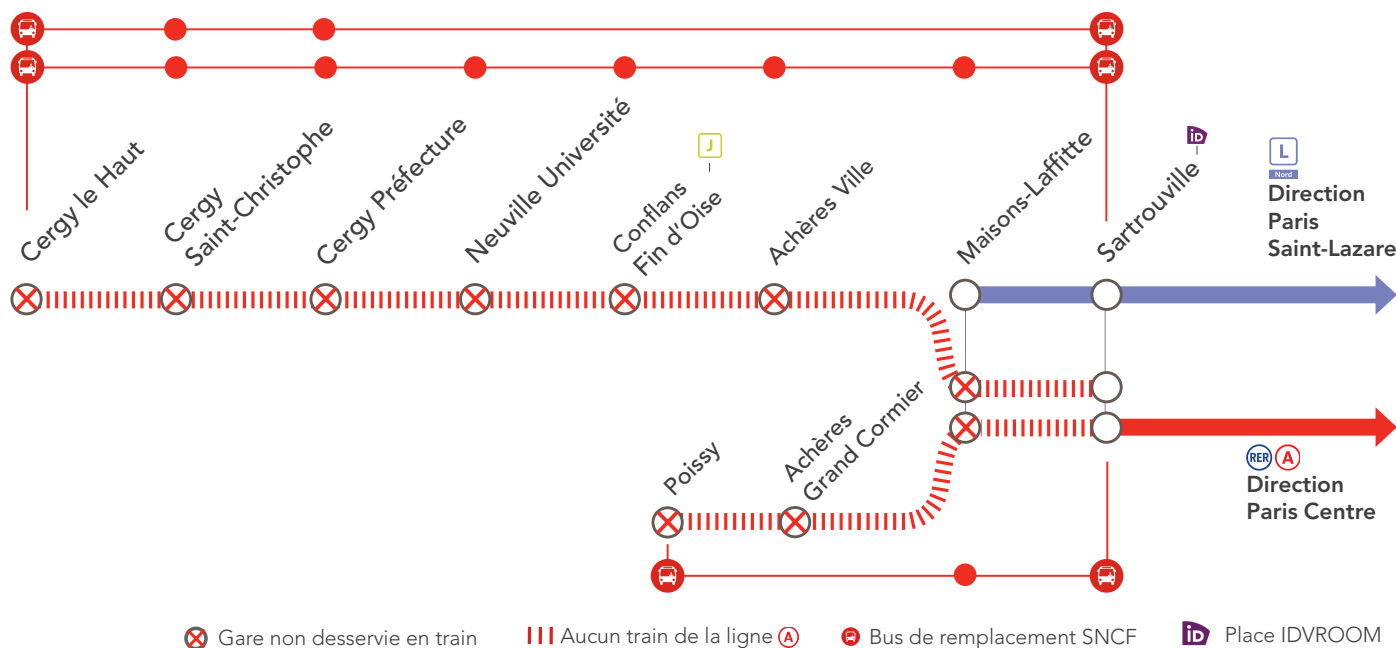 Cergy le Haut
Cergy
Saint-Christophe
Cergy Préfecture
Neuville Université
Conflans
Fin d'Oise
J
Achères Ville
Maisons-Laffitte
Sartrouville
iD
L
Nord
Direction
Paris
Saint-Lazare
Poissy
Achères
Grand Cormier
RER A
Direction
Paris Centre
Gare non desservie en train
Aucun train de la ligne A
Bus de remplacement SNCF
iD Place IDVROOM